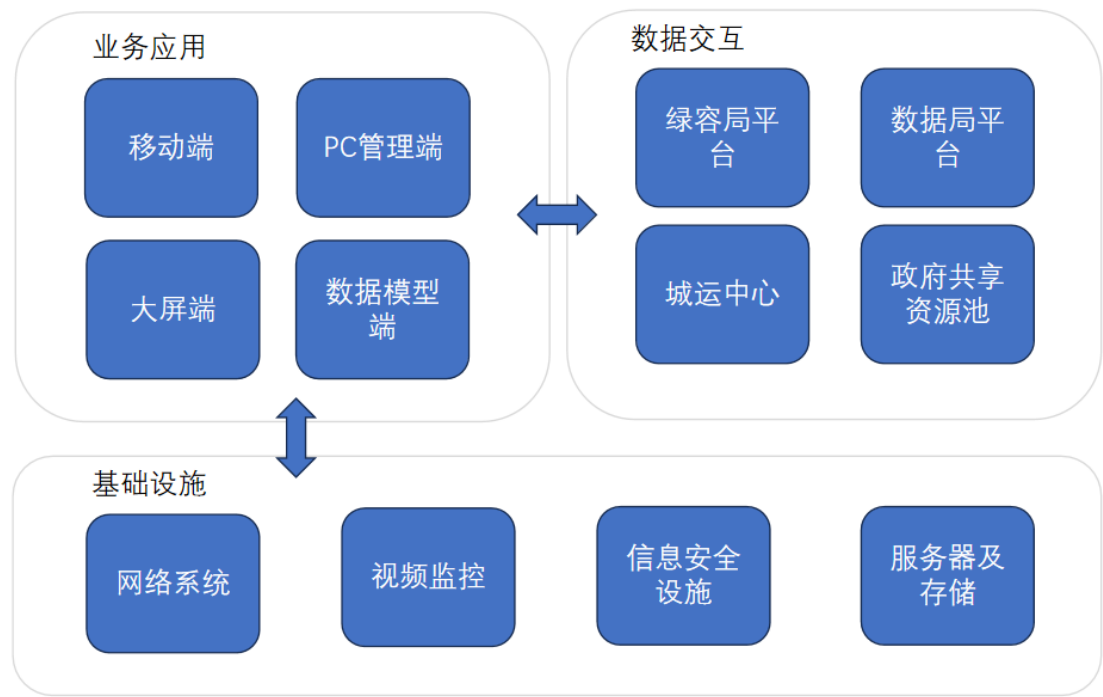 业务应用
移动端
PC管理端
大屏端
数据模型
端
数据交互
绿容局平
台
数据局平
台
城运中心
政府共享
资源池
基础设施
网络系统
视频监控
信息安全
设施
服务器及
存储